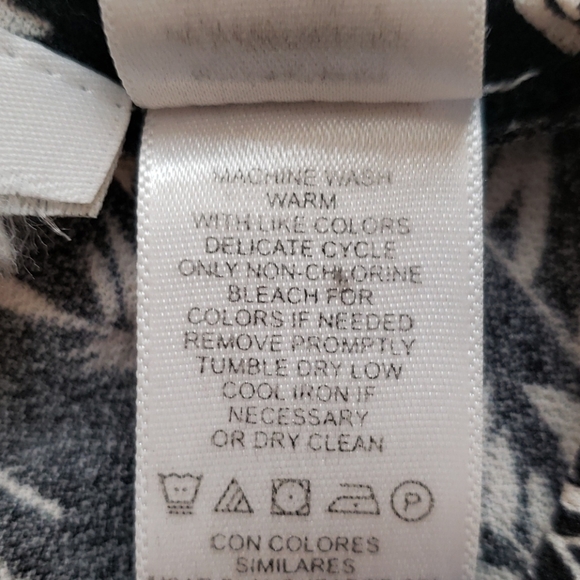 MACHINE WASH
WARM
WITH LIKE COLORS
DELICATE CYCLE
ONLY NON-CHLORINE
BLEACH FOR
COLORS IF NEEDED
REMOVE PROMPTLY
TUMBLE DRY LOW
COOL IRON IF
NECESSARY
OR DRY CLEAN
P
CON COLORES
SIMILARES